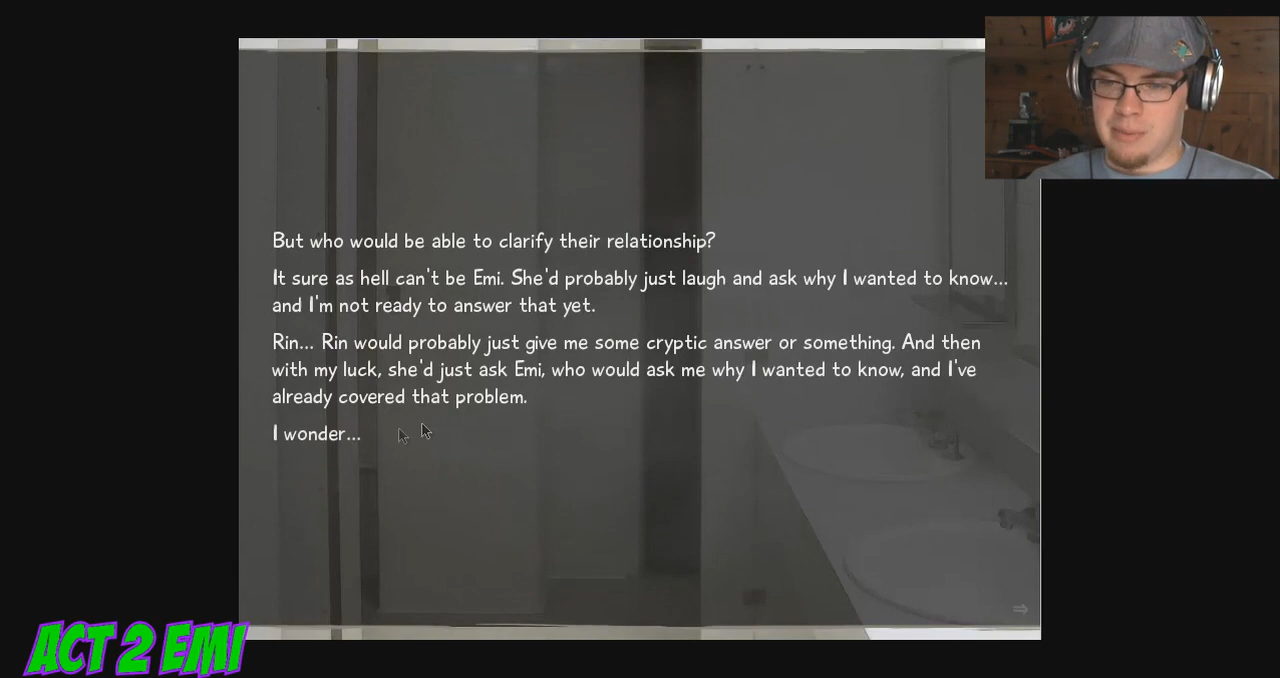 But who would be able to clarify their relationship?
It sure as hell can't be Emi. She'd probably just laugh and ask why I wanted to know...
and I'm not ready to answer that yet.
Rin... Rin would probably just give me some cryptic answer or something. And then
with my luck, she'd just ask Emi, who would ask me why I wanted to know, and I've
already covered that problem.
I wonder...
ACT 2 EMI